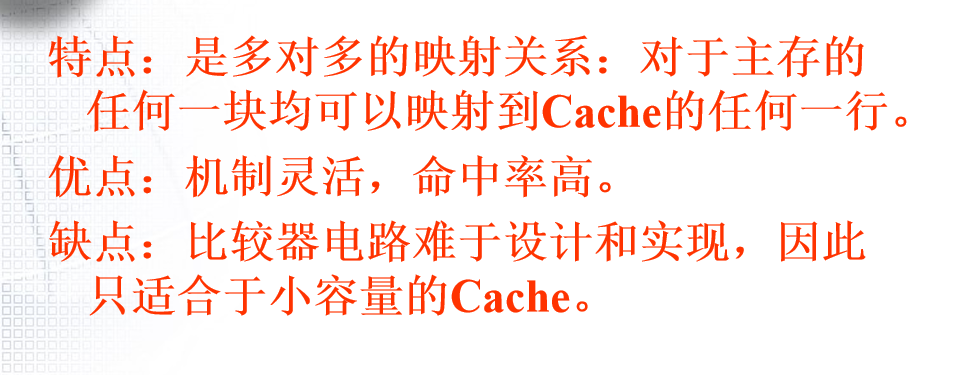 特点：是多对多的映射关系：对于主存的
任何一块均可以映射到Cache的任何一行。
优点：机制灵活，命中率高。
缺点：比较器电路难于设计和实现，因此
只适合于小容量的Cache。